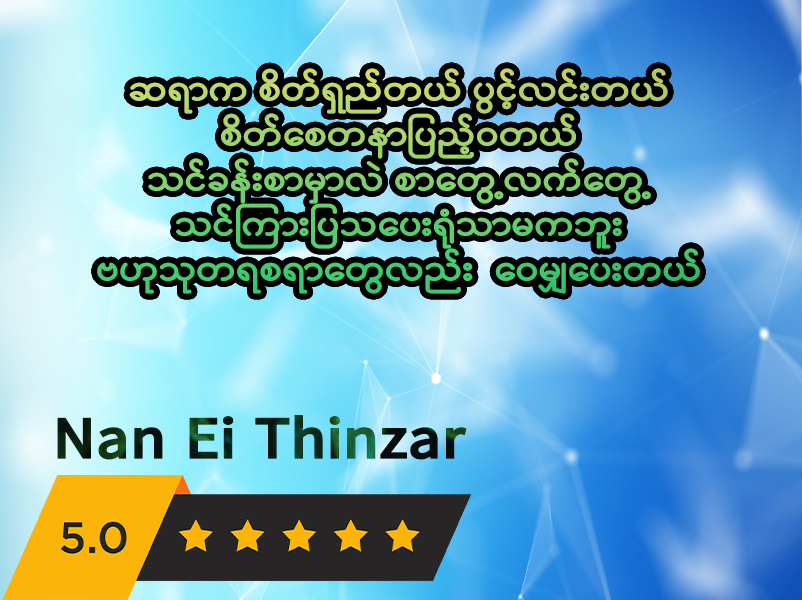 ဆရာက စိတ်ရှည်တယ် ပွင့်လင်းတယ်
စိတ်စေတနာပြည့်ဝတယ်
သင်ခန်းစာမှာလဲ စာတွေ့လက်တွေ့
သင်ကြားပြသပေးရုံသာမကဘူး
ဗဟုသုတရစရာတွေလည်း ဝေမျှပေးတယ်
Nan Ei Thinzar
5.0